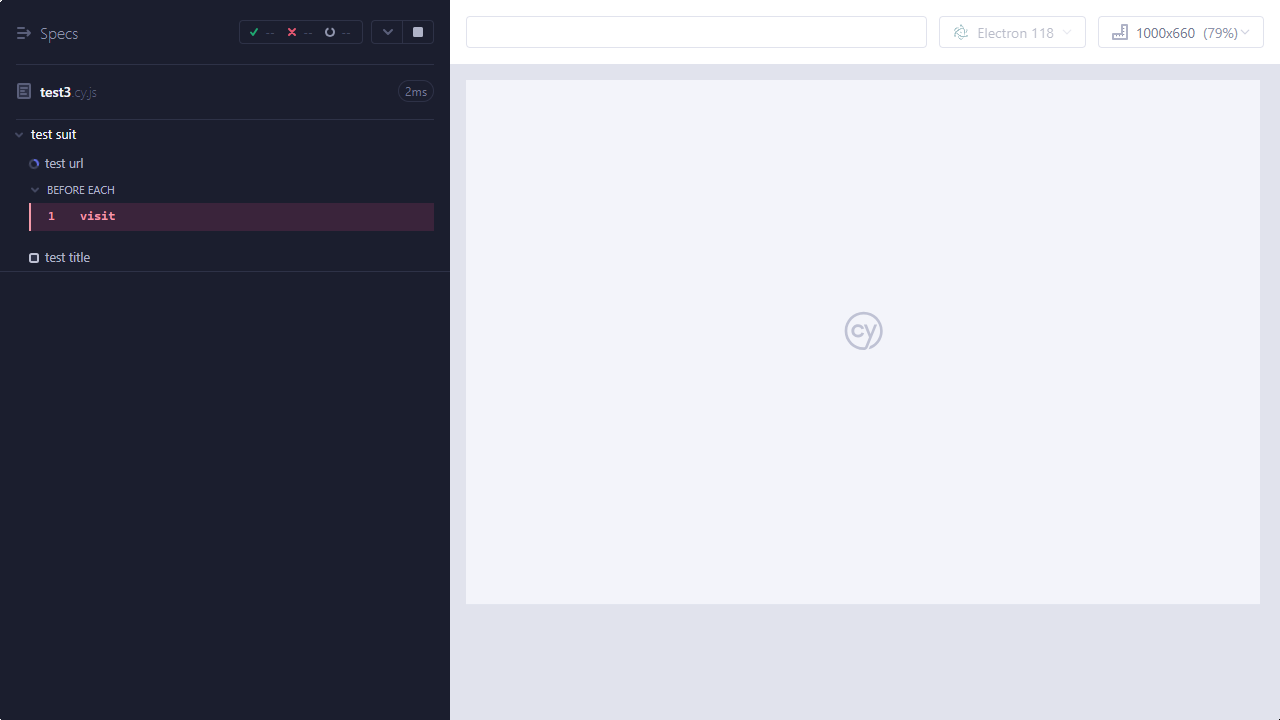 Specs
--
--
--
Electron 118
1000x660 (79%)
test3.cy.js
2ms
test suit
test url
BEFORE EACH
1 visit
test title
cy